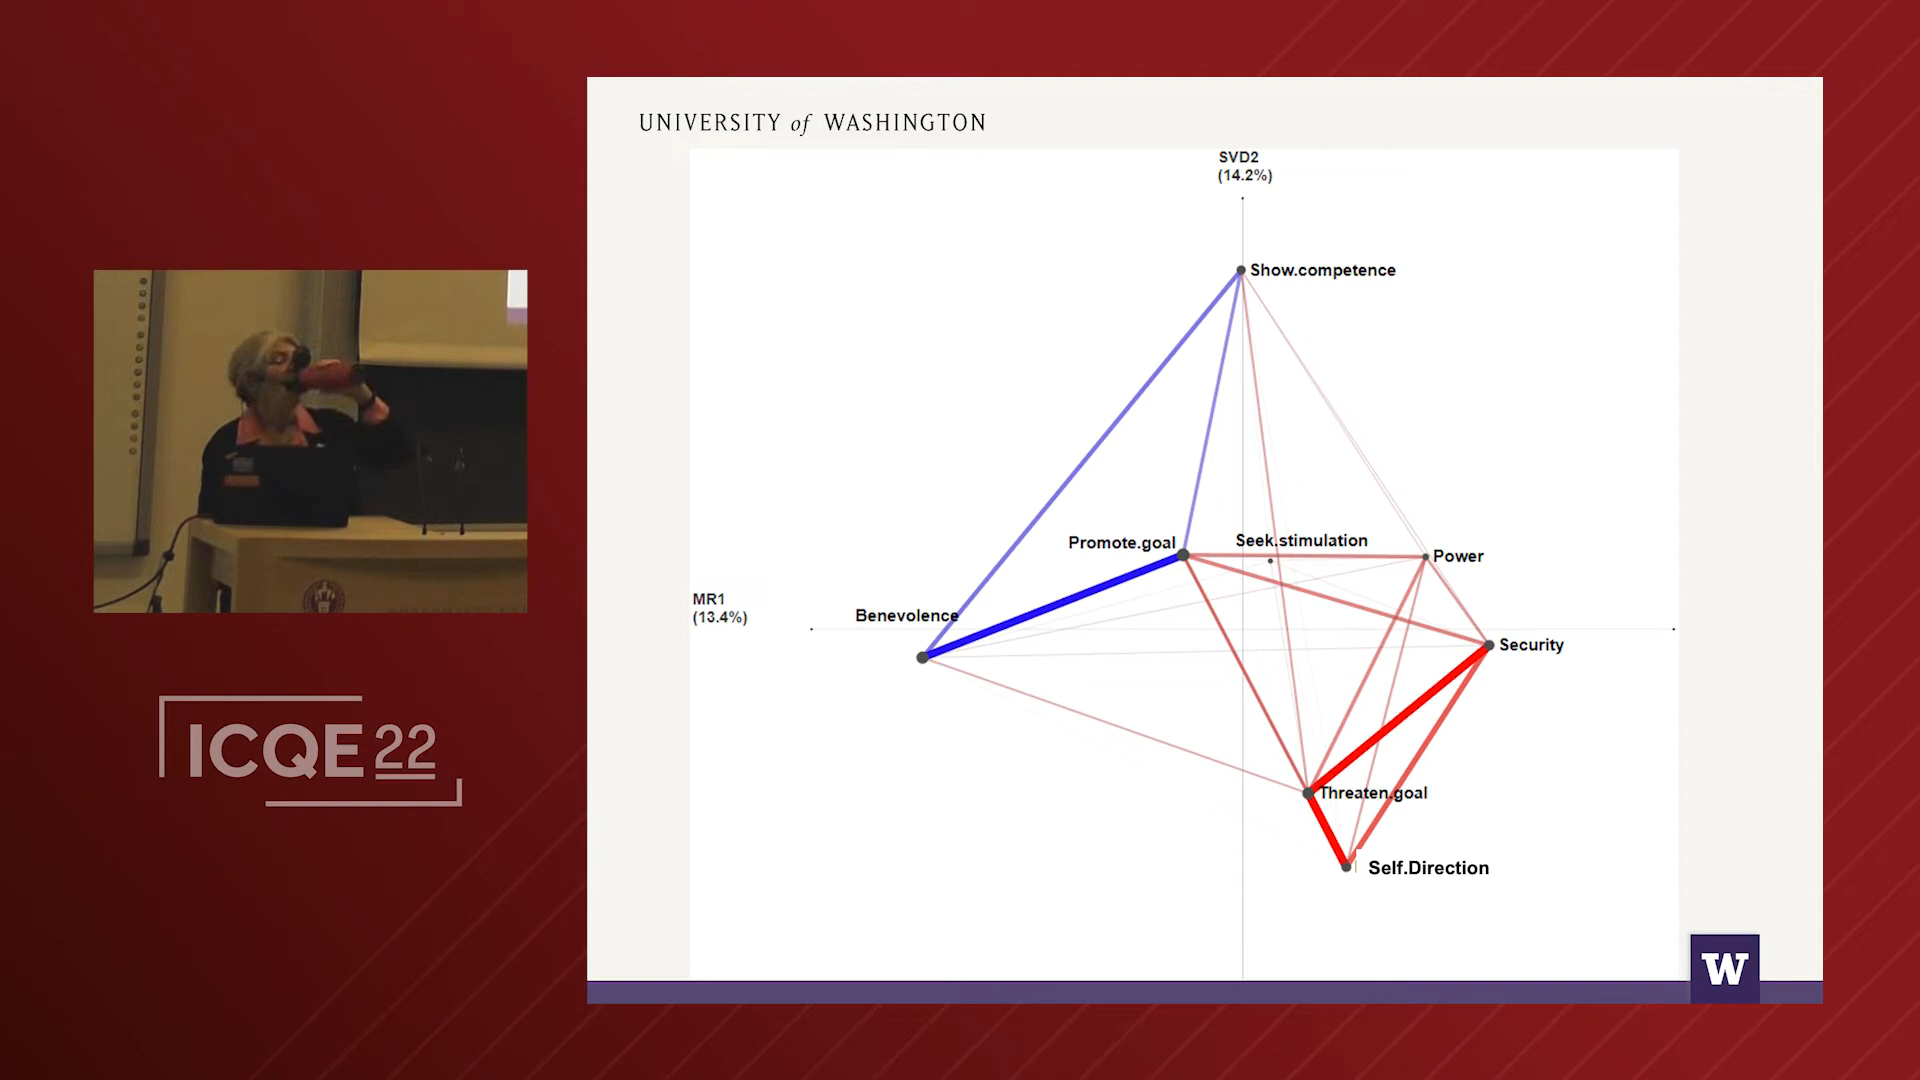 UNIVERSITY of WASHINGTON
SVD2
(14.2%)
Show.competence
Promote.goal
Seek.stimulation
Power
MR1
(13.4%)
Benevolence
Security
Threaten.goal
Self.Direction
ICQE22
W